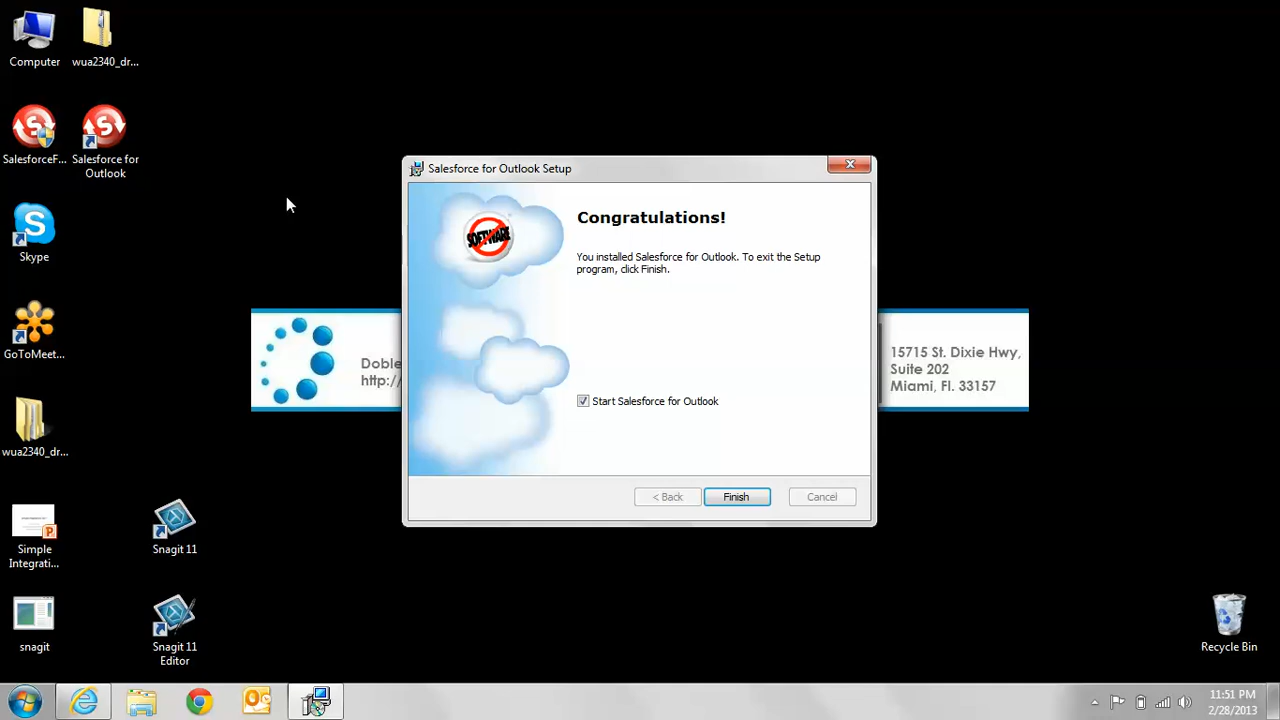 Computer
wua2340_dr...
SalesforceF...
Salesforce for
Outlook
Skype
GoToMeet...
wua2340_dr...
Simple
Integrati...
Snagit 11
snagit
Snagit 11
Editor
Salesforce for Outlook Setup
SOFTWARE
Congratulations!
You installed Salesforce for Outlook. To exit the Setup
program, click Finish.
Start Salesforce for Outlook
< Back
Finish
Cancel
Doble
http://
15715 St. Dixie Hwy,
Suite 202
Miami, Fl. 33157
Recycle Bin
11:51 PM
2/28/2013